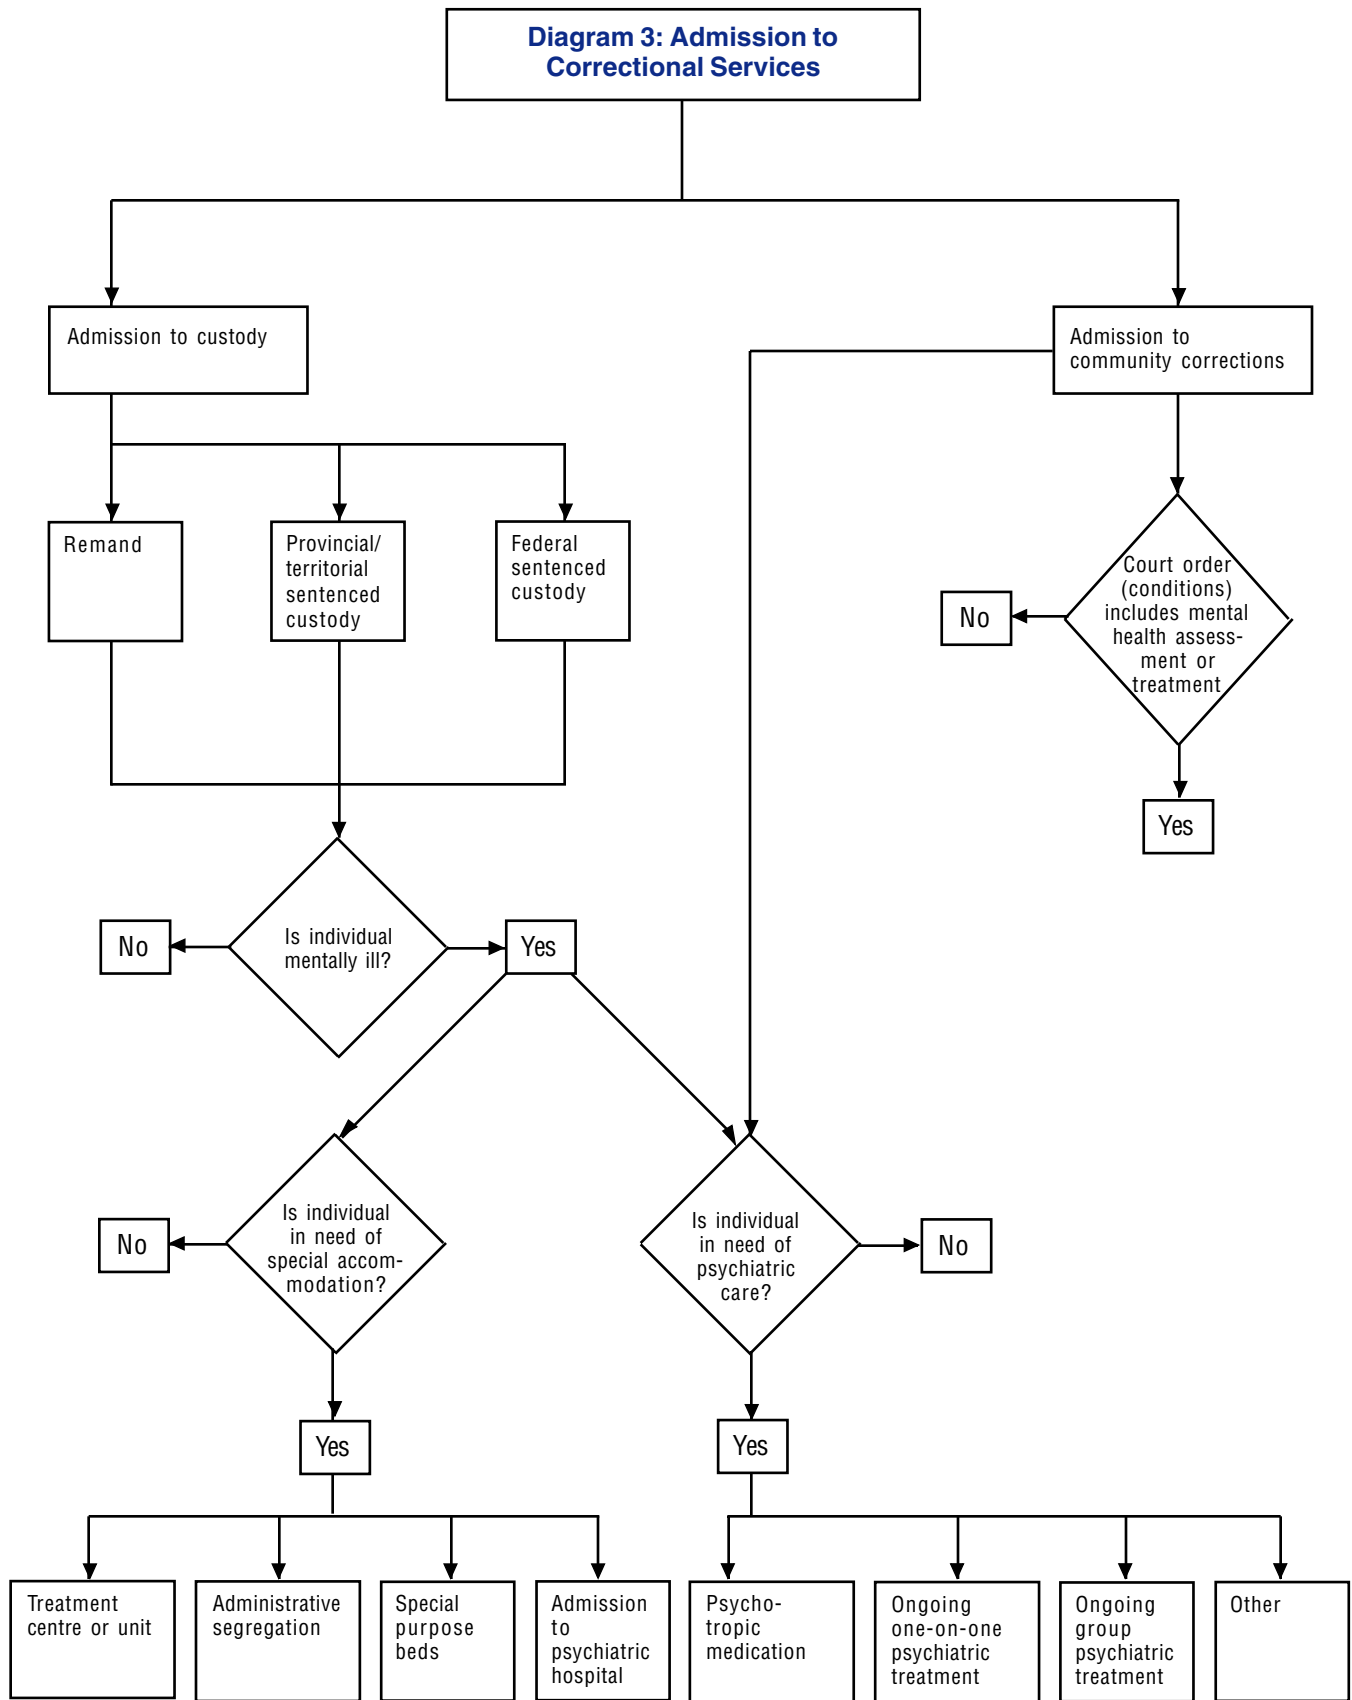 Diagram 3: Admission to
Correctional Services
Admission to custody
Admission to
community corrections
Remand
Provincial/
territorial
sentenced
custody
Federal
sentenced
custody
Court order
(conditions)
includes mental
health assess-
ment or
treatment
No
Yes
Is individual
mentally ill?
No
Yes
Is individual
in need of
special accom-
modation?
No
Is individual
in need of
psychiatric
care?
No
Yes
Yes
Treatment
centre or unit
Administrative
segregation
Special
purpose
beds
Admission
to
psychiatric
hospital
Psycho-
tropic
medication
Ongoing
one-on-one
psychiatric
treatment
Ongoing
group
psychiatric
treatment
Other